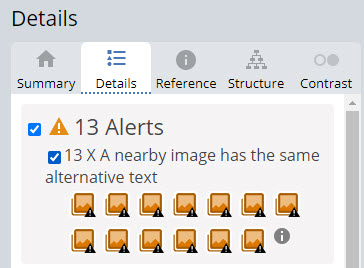 Details
Summary Details Reference Structure Contrast
13 Alerts
13 X A nearby image has the same
alternative text